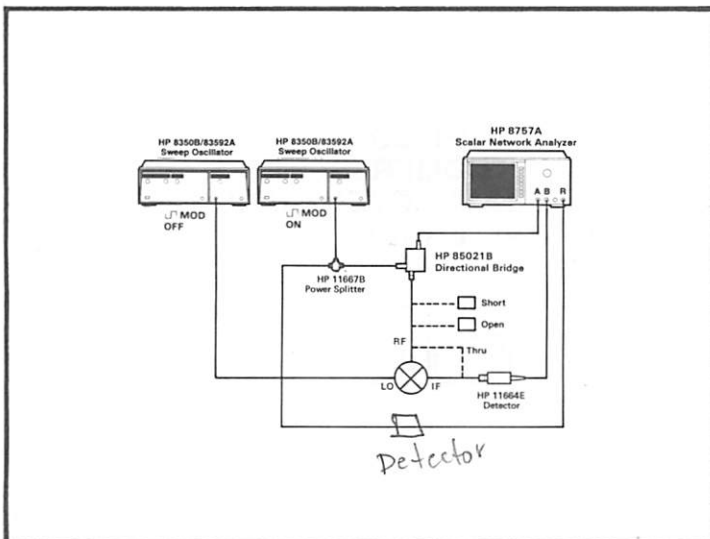 HP 8350B/83592A
Sweep Oscillator
HP 8350B/83592A
Sweep Oscillator
HP 8757A
Scalar Network Analyzer
MOD
OFF
MOD
ON
A B R
HP 11667B
Power Splitter
HP 85021B
Directional Bridge
Short
Open
RF
Thru
LO
IF
HP 11664E
Detector
Detector